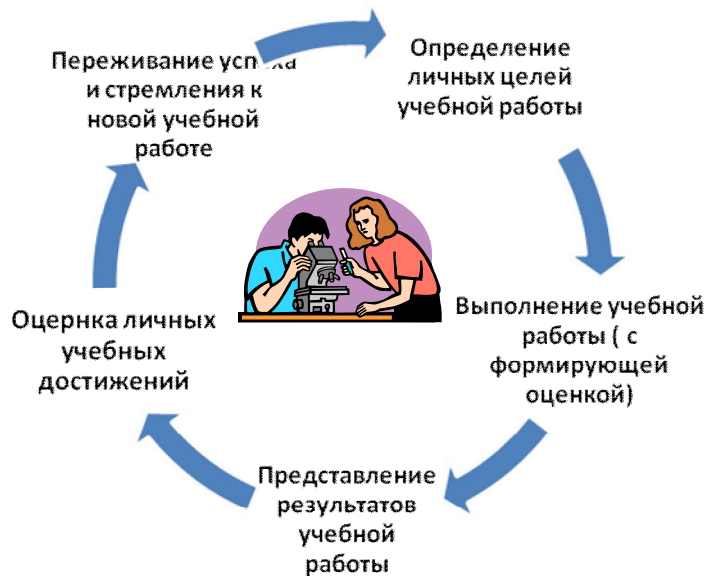 Переживание успеха
и стремления к
новой учебной
работе
Определение
личных целей
учебной работы
Выполнение учебной
работы ( с
формирующей
оценкой)
Представление
результатов
учебной
работы
Оцернка личных
учебных
достижений